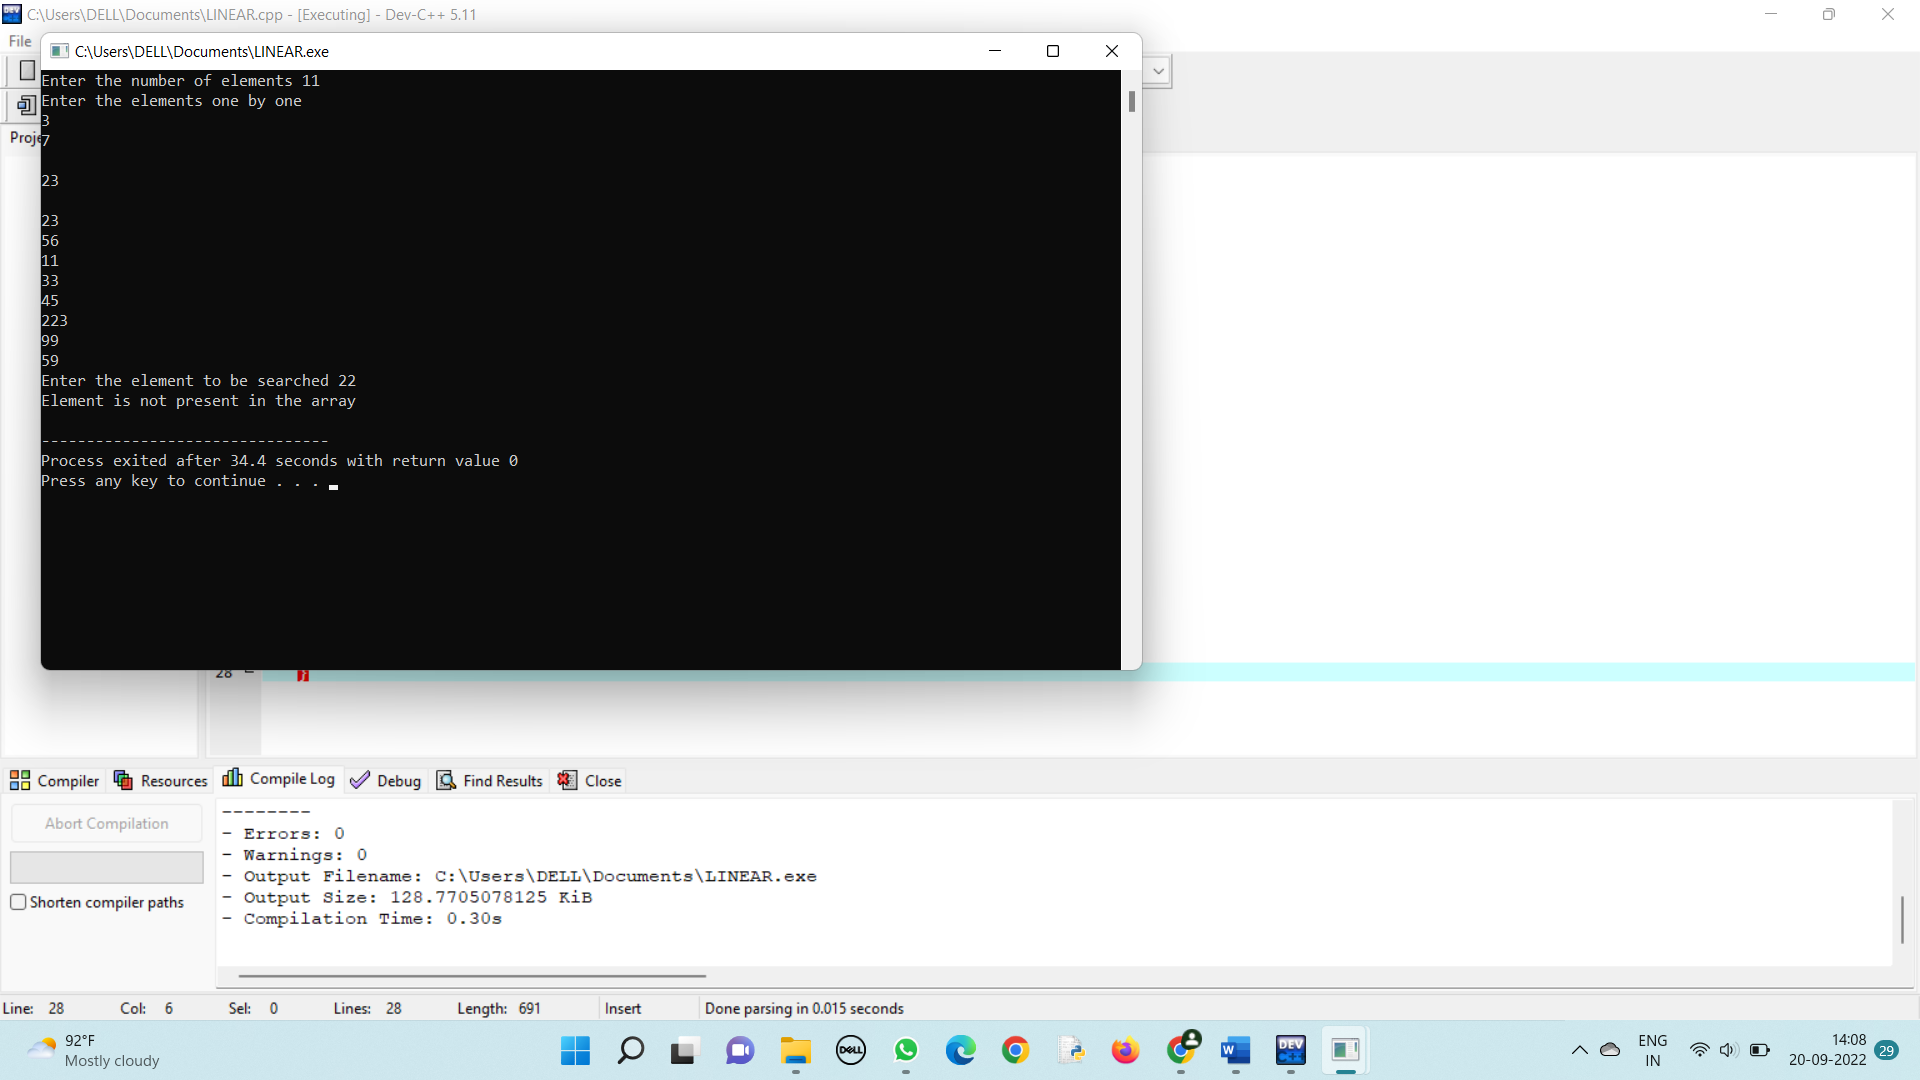 C:\Users\DELL\Documents\LINEAR.cpp - [Executing] - Dev-C++ 5.11
File
C:\Users\DELL\Documents\LINEAR.exe
Enter the number of elements 11
Enter the elements one by one
3
7
23
23
56
11
33
45
223
99
59
Enter the element to be searched 22
Element is not present in the array
--------------------------------
Process exited after 34.4 seconds with return value 0
Press any key to continue . . .
28 }
Compiler Resources Compile Log Debug Find Results Close
Abort Compilation
Shorten compiler paths
--------
- Errors: 0
- Warnings: 0
- Output Filename: C:\Users\DELL\Documents\LINEAR.exe
- Output Size: 128.7705078125 KiB
- Compilation Time: 0.30s
Line: 28 Col: 6 Sel: 0 Lines: 28 Length: 691 Insert Done parsing in 0.015 seconds
92°F
Mostly cloudy
DELL
DEV C++
ENG
IN
14:08
20-09-2022
29